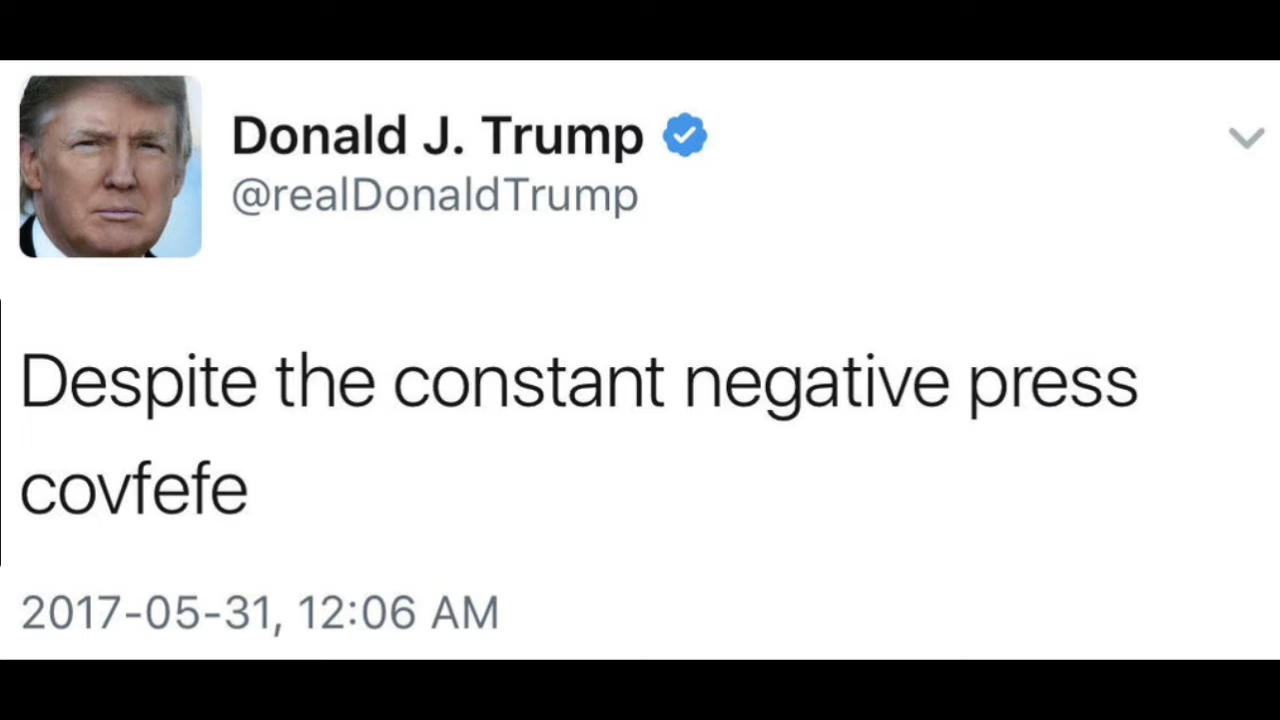 Donald J. Trump
@realDonaldTrump
Despite the constant negative press
covfefe
2017-05-31, 12:06 AM